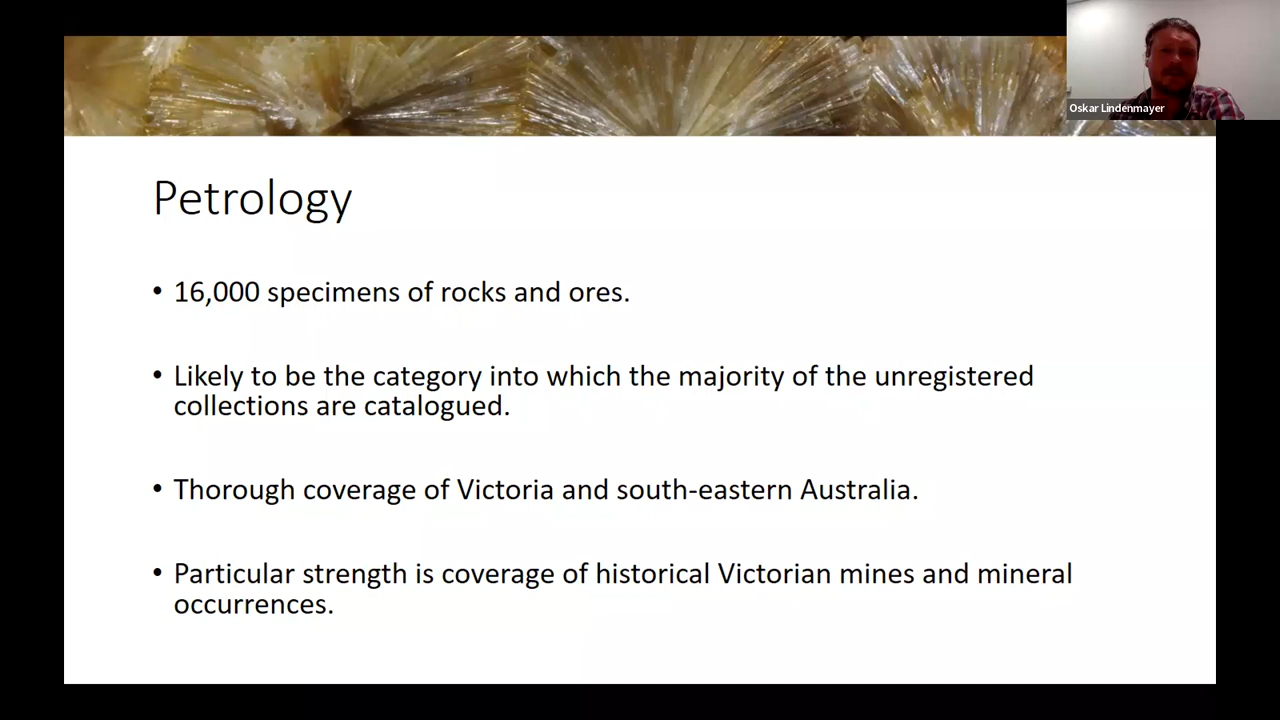 Oskar Lindenmayer
Petrology
• 16,000 specimens of rocks and ores.
• Likely to be the category into which the majority of the unregistered
collections are catalogued.
• Thorough coverage of Victoria and south-eastern Australia.
• Particular strength is coverage of historical Victorian mines and mineral
occurrences.